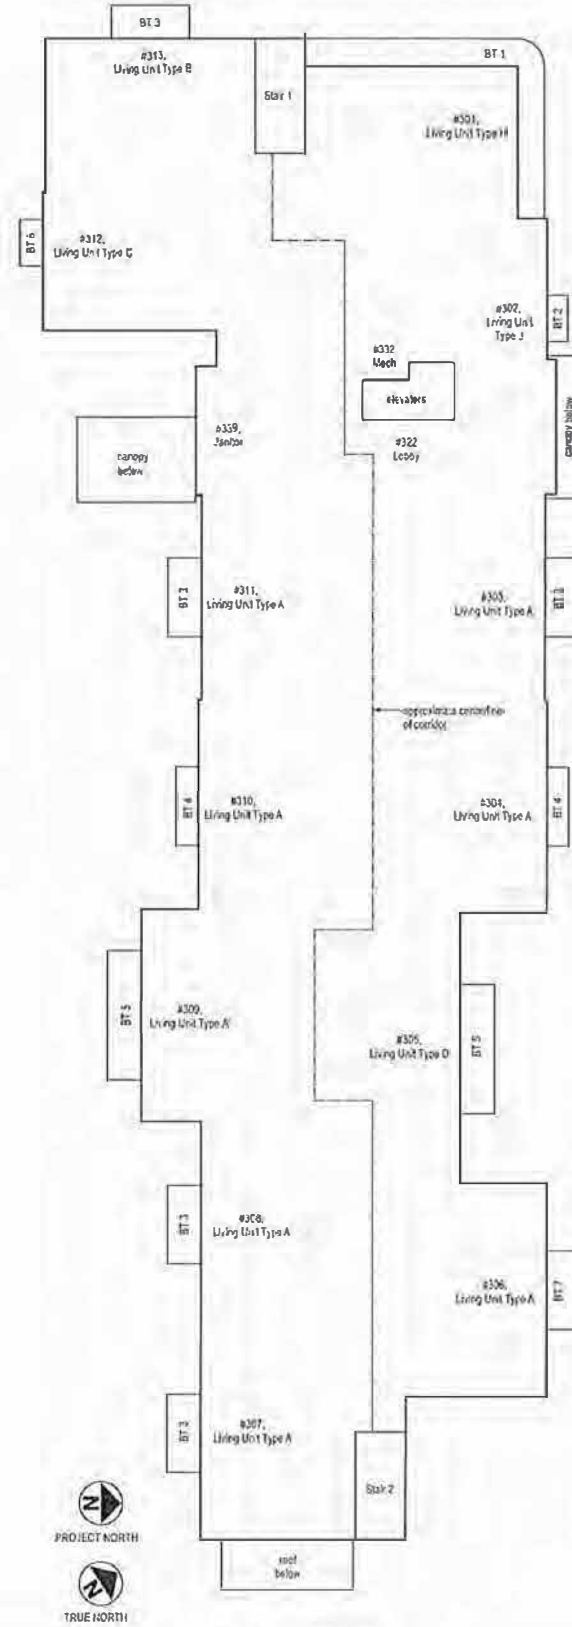 BT 3
#313,
Living Unit Type B
Stair 1
BT 1
#301,
Living Unit Type H
BT 6
#312,
Living Unit Type C
#302,
Living Unit
Type J
BT 2
#332
Mech
elevators
canopy below
#339,
Janitor
canopy
below
#322
Lobby
BT 3
#311,
Living Unit Type A
#303,
Living Unit Type A
BT 3
approximate centerline
of corridor
BT 4
#310,
Living Unit Type A
#304,
Living Unit Type A
BT 4
BT 5
#309,
Living Unit Type A'
#305,
Living Unit Type D
BT 5
BT 3
#308,
Living Unit Type A
#306,
Living Unit Type A
BT 7
BT 3
#307,
Living Unit Type A
Stair 2
N
PROJECT NORTH
roof
below
N
TRUE NORTH